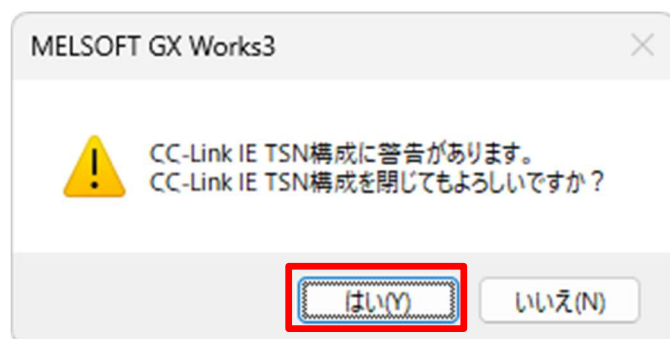 MELSOFT GX Works3
CC-Link IE TSN構成に警告があります。
CC-Link IE TSN構成を閉じてもよろしいですか？
はい(Y)
いいえ(N)